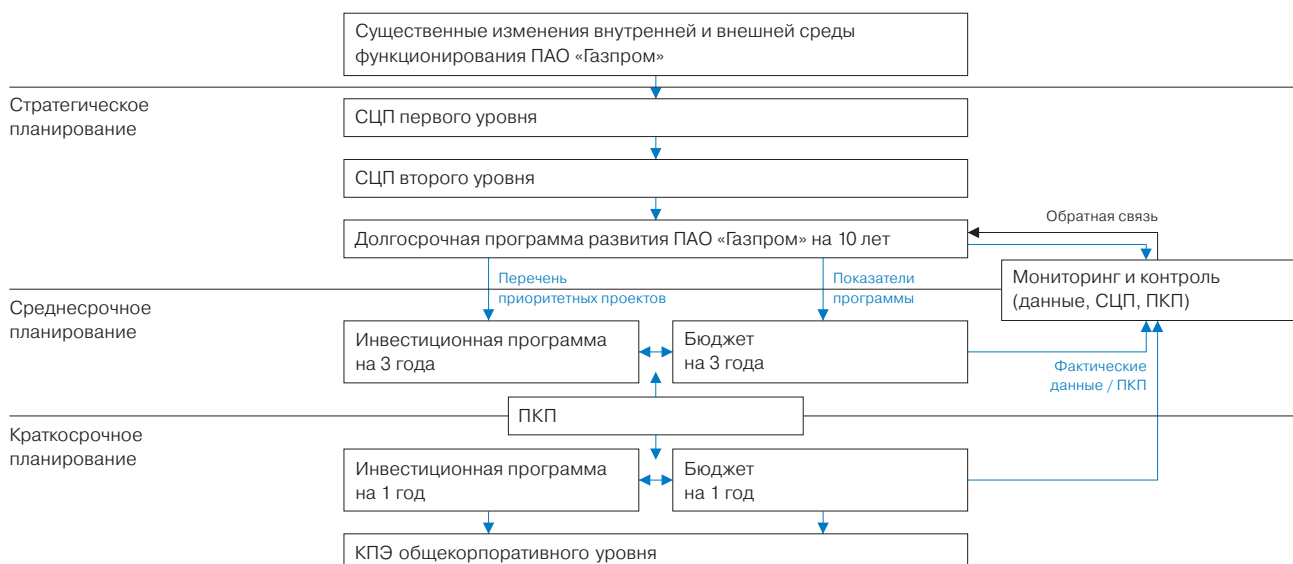 Существенные изменения внутренней и внешней среды
функционирования ПАО «Газпром»
Стратегическое
планирование
СЦП первого уровня
СЦП второго уровня
Долгосрочная программа развития ПАО «Газпром» на 10 лет
Обратная связь
Перечень
приоритетных проектов
Показатели
программы
Мониторинг и контроль
(данные, СЦП, ПКП)
Среднесрочное
планирование
Инвестиционная программа
на 3 года
Бюджет
на 3 года
Фактические
данные / ПКП
ПКП
Краткосрочное
планирование
Инвестиционная программа
на 1 год
Бюджет
на 1 год
КПЭ общекорпоративного уровня